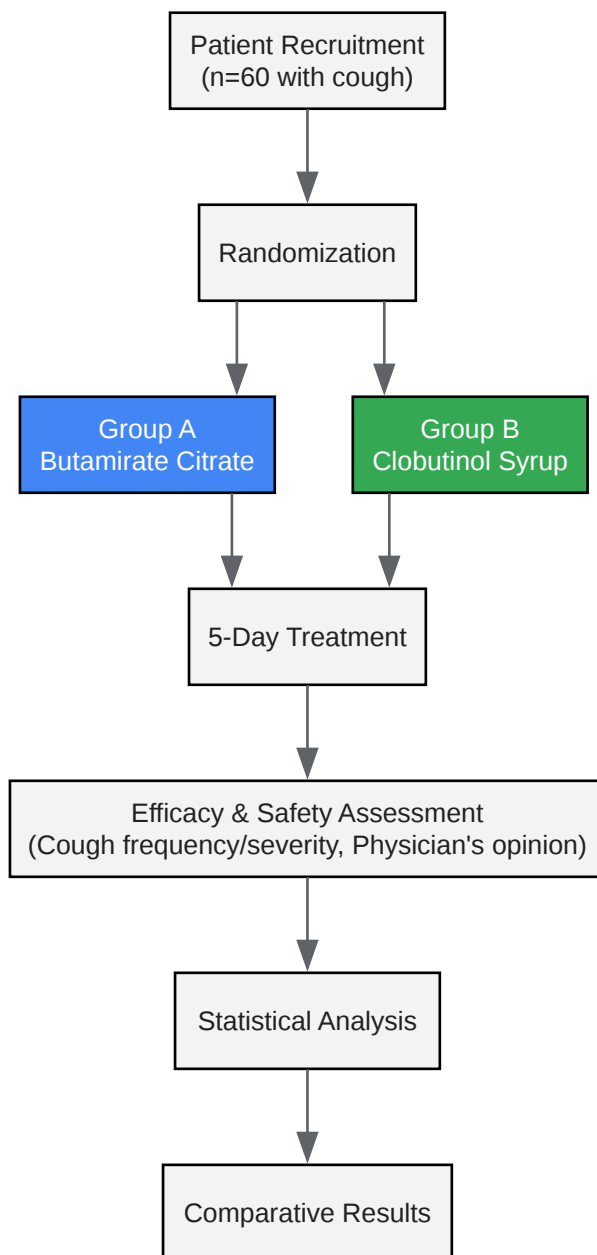 Patient Recruitment
(n=60 with cough)
Randomization
Group A
Butamirate Citrate
Group B
Clobutinol Syrup
5-Day Treatment
Efficacy & Safety Assessment
(Cough frequency/severity, Physician's opinion)
Statistical Analysis
Comparative Results